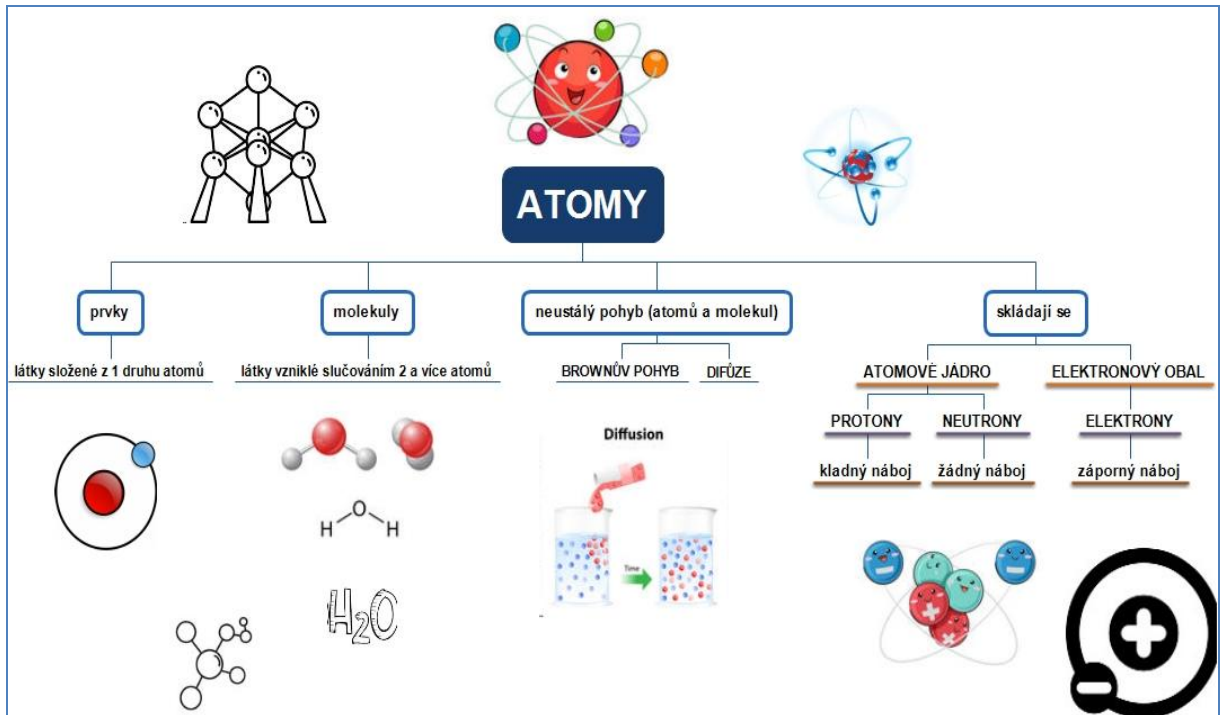 ATOMY
prvky
molekuly
neustálý pohyb (atomů a molekul)
skládají se
látky složené z 1 druhu atomů
látky vzniklé slučováním 2 a více atomů
BROWNŮV POHYB
DIFŮZE
ATOMOVÉ JÁDRO
ELEKTRONOVÝ OBAL
PROTONY
NEUTRONY
ELEKTRONY
kladný náboj
žádný náboj
záporný náboj
Diffusion
H O H
Time
H2O